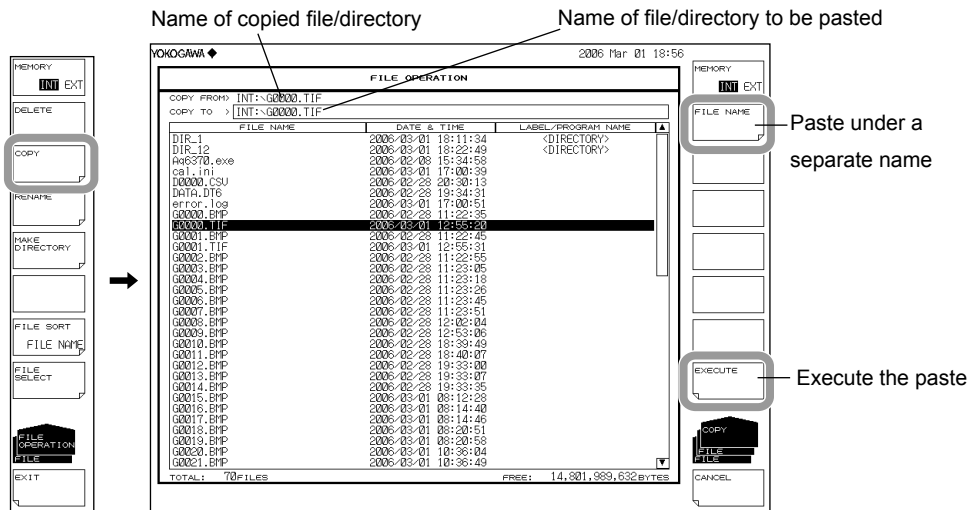 Name of copied file/directory
Name of file/directory to be pasted
MEMORY
INT EXT
DELETE
COPY
RENAME
MAKE
DIRECTORY
FILE SORT
FILE NAME
FILE
SELECT
FILE
OPERATION
FILE
EXIT
YOKOGAWA 2006 Mar 01 18:56
FILE OPERATION
COPY FROM> INT:\G0000.TIF
COPY TO > INT:\G0000.TIF
FILE NAME DATE & TIME LABEL/PROGRAM NAME
DIR_1 2006/03/01 18:11:34 <DIRECTORY>
DIR_12 2006/03/01 18:22:49 <DIRECTORY>
Aq6370.exe 2006/02/08 15:34:58
cal.ini 2006/03/01 17:00:39
D0000.CSV 2006/02/28 20:30:13
DATA.DT6 2006/02/28 19:34:31
error.log 2006/03/01 17:00:51
G0000.BMP 2006/02/28 11:22:35
G0000.TIF 2006/03/01 12:55:20
G0001.BMP 2006/02/28 11:22:45
G0001.TIF 2006/03/01 12:55:31
G0002.BMP 2006/02/28 11:22:55
G0003.BMP 2006/02/28 11:23:05
G0004.BMP 2006/02/28 11:23:18
G0005.BMP 2006/02/28 11:23:26
G0006.BMP 2006/02/28 11:23:45
G0007.BMP 2006/02/28 11:23:51
G0008.BMP 2006/02/28 12:02:04
G0009.BMP 2006/02/28 12:53:06
G0010.BMP 2006/02/28 18:39:49
G0011.BMP 2006/02/28 18:40:07
G0012.BMP 2006/02/28 19:33:00
G0013.BMP 2006/02/28 19:33:07
G0014.BMP 2006/02/28 19:33:35
G0015.BMP 2006/03/01 08:12:28
G0016.BMP 2006/03/01 08:14:40
G0017.BMP 2006/03/01 08:14:46
G0018.BMP 2006/03/01 08:20:51
G0019.BMP 2006/03/01 08:20:58
G0020.BMP 2006/03/01 10:36:04
G0021.BMP 2006/03/01 10:36:49
TOTAL: 70FILES FREE: 14,801,989,632BYTES
MEMORY
INT EXT
FILE NAME
EXECUTE
COPY
FILE
FILE
CANCEL
Paste under a
separate name
Execute the paste